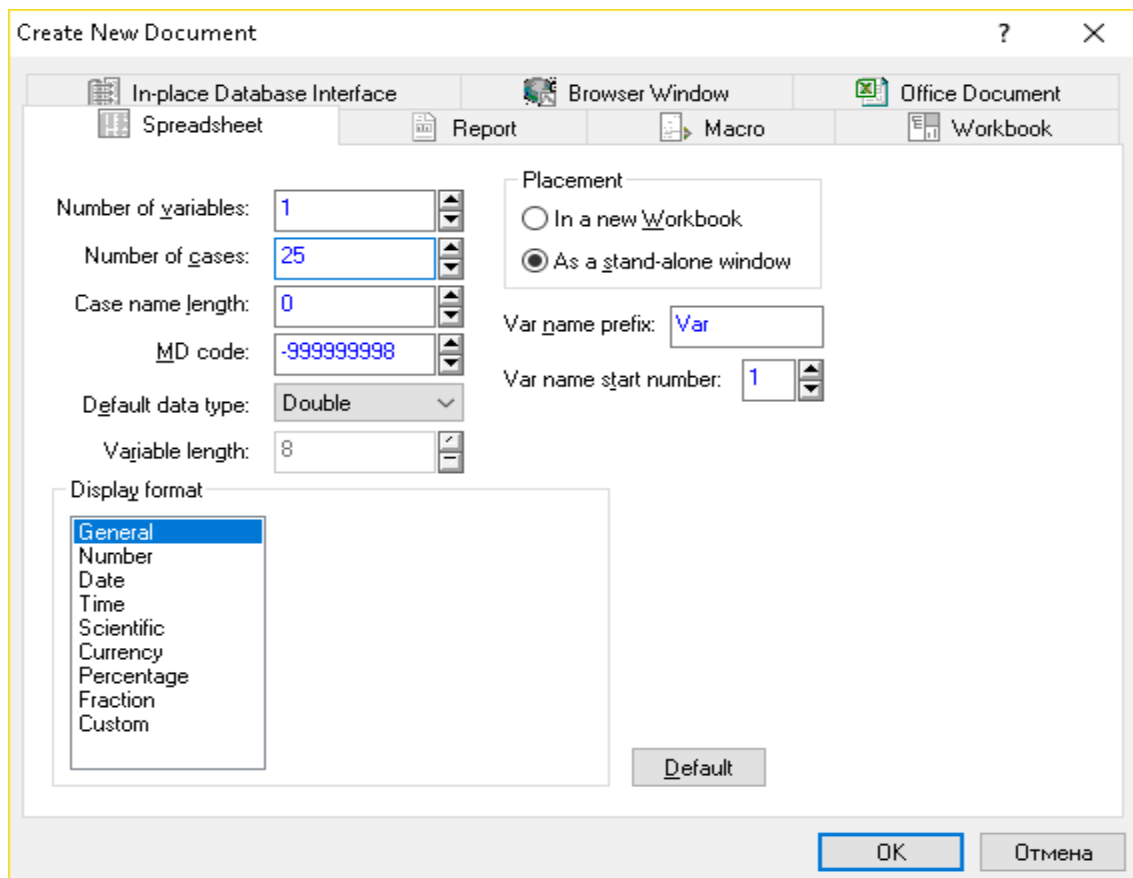 Create New Document ?
In-place Database Interface Browser Window Office Document
Spreadsheet Report Macro Workbook
Placement
Number of variables: 1
In a new Workbook
Number of cases: 25
As a stand-alone window
Case name length: 0
Var name prefix: Var
MD code: -999999998
Var name start number: 1
Default data type: Double
Variable length: 8
Display format
General
Number
Date
Time
Scientific
Currency
Percentage
Fraction
Custom
Default
OK Отмена